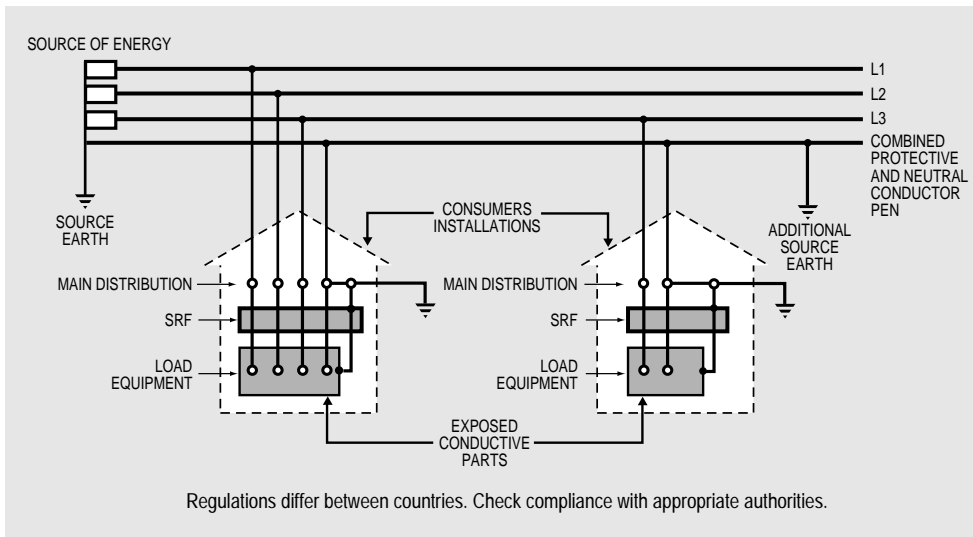 SOURCE OF ENERGY
L1
L2
L3
COMBINED
PROTECTIVE
AND NEUTRAL
CONDUCTOR
PEN
SOURCE
EARTH
CONSUMERS
INSTALLATIONS
ADDITIONAL
SOURCE
EARTH
MAIN DISTRIBUTION
SRF
LOAD
EQUIPMENT
MAIN DISTRIBUTION
SRF
LOAD
EQUIPMENT
EXPOSED
CONDUCTIVE
PARTS
Regulations differ between countries. Check compliance with appropriate authorities.